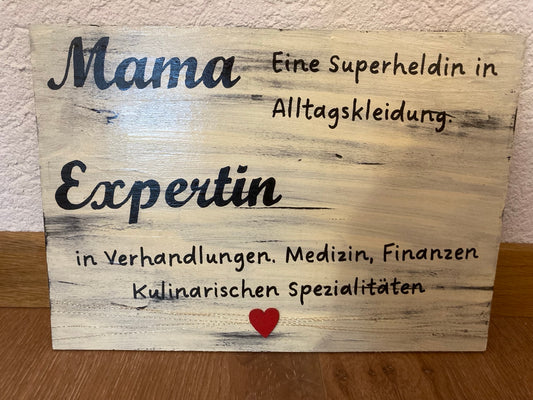 Mama Eine Superheldin in
Alltagskleidung.
Expertin
in Verhandlungen. Medizin, Finanzen
Kulinarischen Spezialitäten